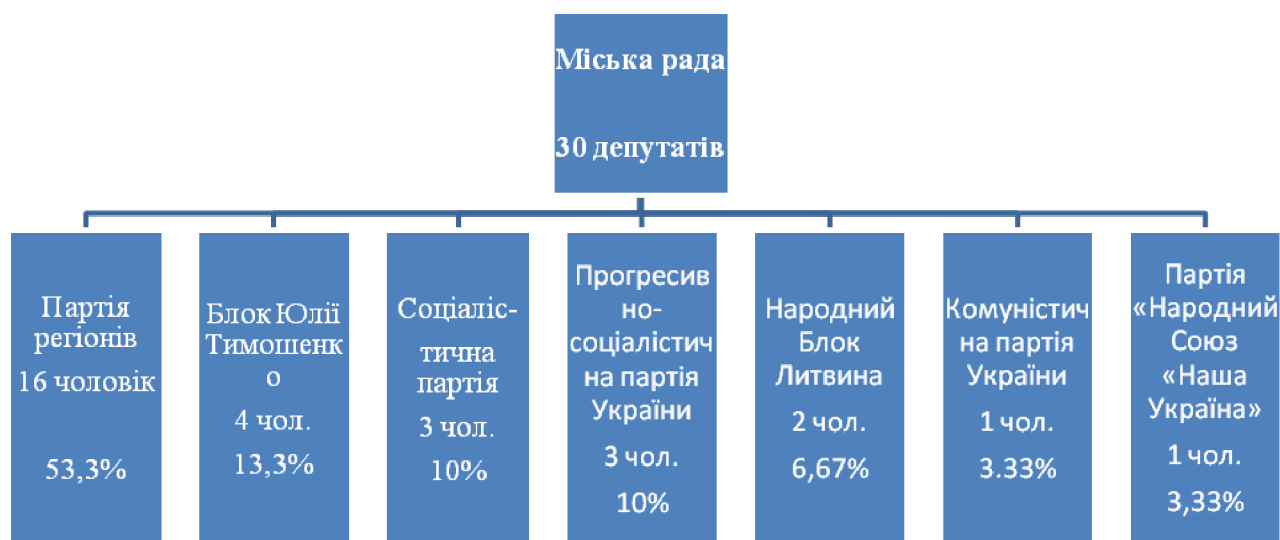 Міська рада
30 депутатів
Партія
регіонів
16 чоловік
53,3%
Блок Юлії
Тимошенк
о
4 чол.
13,3%
Соціаліс-
тична
партія
3 чол.
10%
Прогресив
но-
соціалістич
на партія
України
3 чол.
10%
Народний
Блок
Литвина
2 чол.
6,67%
Комуністич
на партія
України
1 чол.
3.33%
Партія
«Народний
Союз
«Наша
Україна»
1 чол.
3,33%